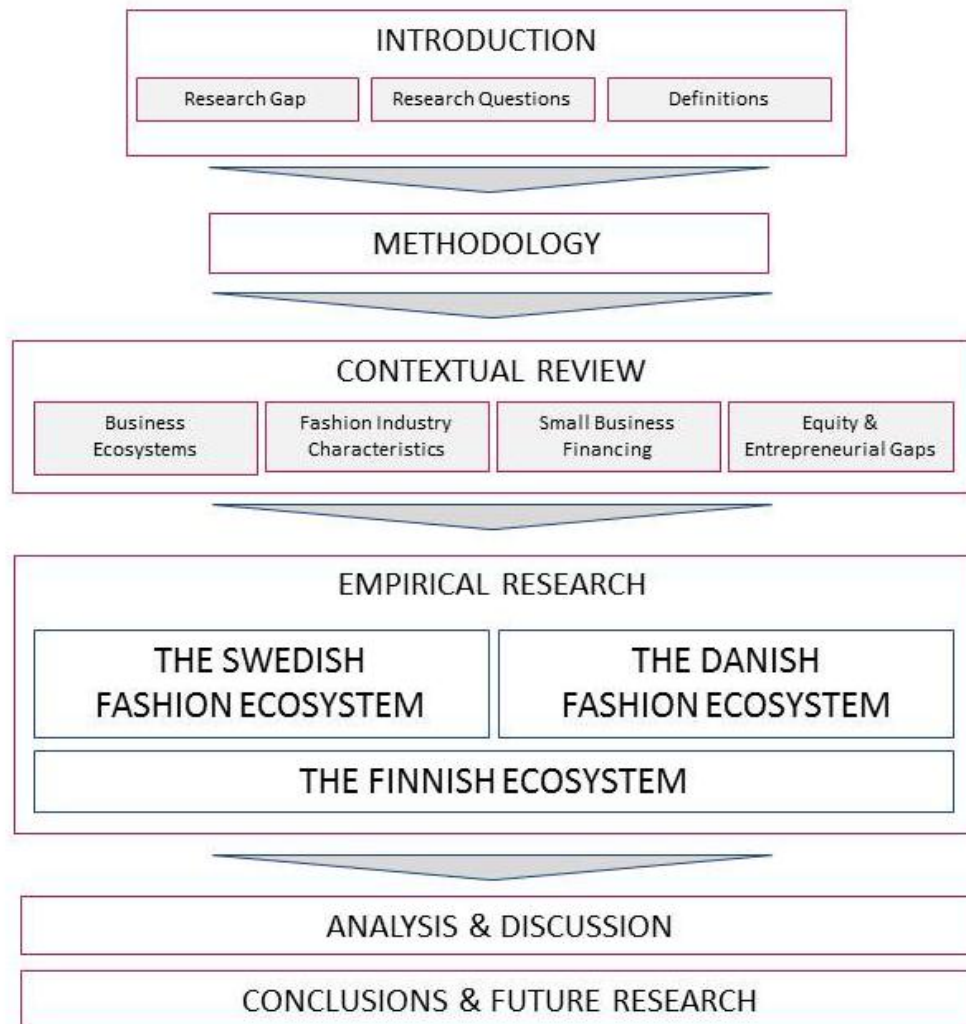 INTRODUCTION
Research Gap
Research Questions
Definitions
METHODOLOGY
CONTEXTUAL REVIEW
Business
Ecosystems
Fashion Industry
Characteristics
Small Business
Financing
Equity &
Entrepreneurial Gaps
EMPIRICAL RESEARCH
THE SWEDISH
FASHION ECOSYSTEM
THE DANISH
FASHION ECOSYSTEM
THE FINNISH ECOSYSTEM
ANALYSIS & DISCUSSION
CONCLUSIONS & FUTURE RESEARCH